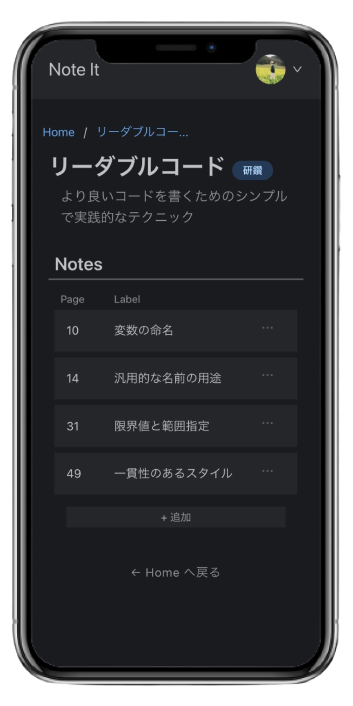 Note It
Home / リーダブルコー...
リーダブルコード 研鑽
より良いコードを書くためのシンプル
で実践的なテクニック
Notes
Page Label
10 変数の命名 ...
14 汎用的な名前の用途 ...
31 限界値と範囲指定 ...
49 一貫性のあるスタイル ...
+ 追加
← Home へ戻る